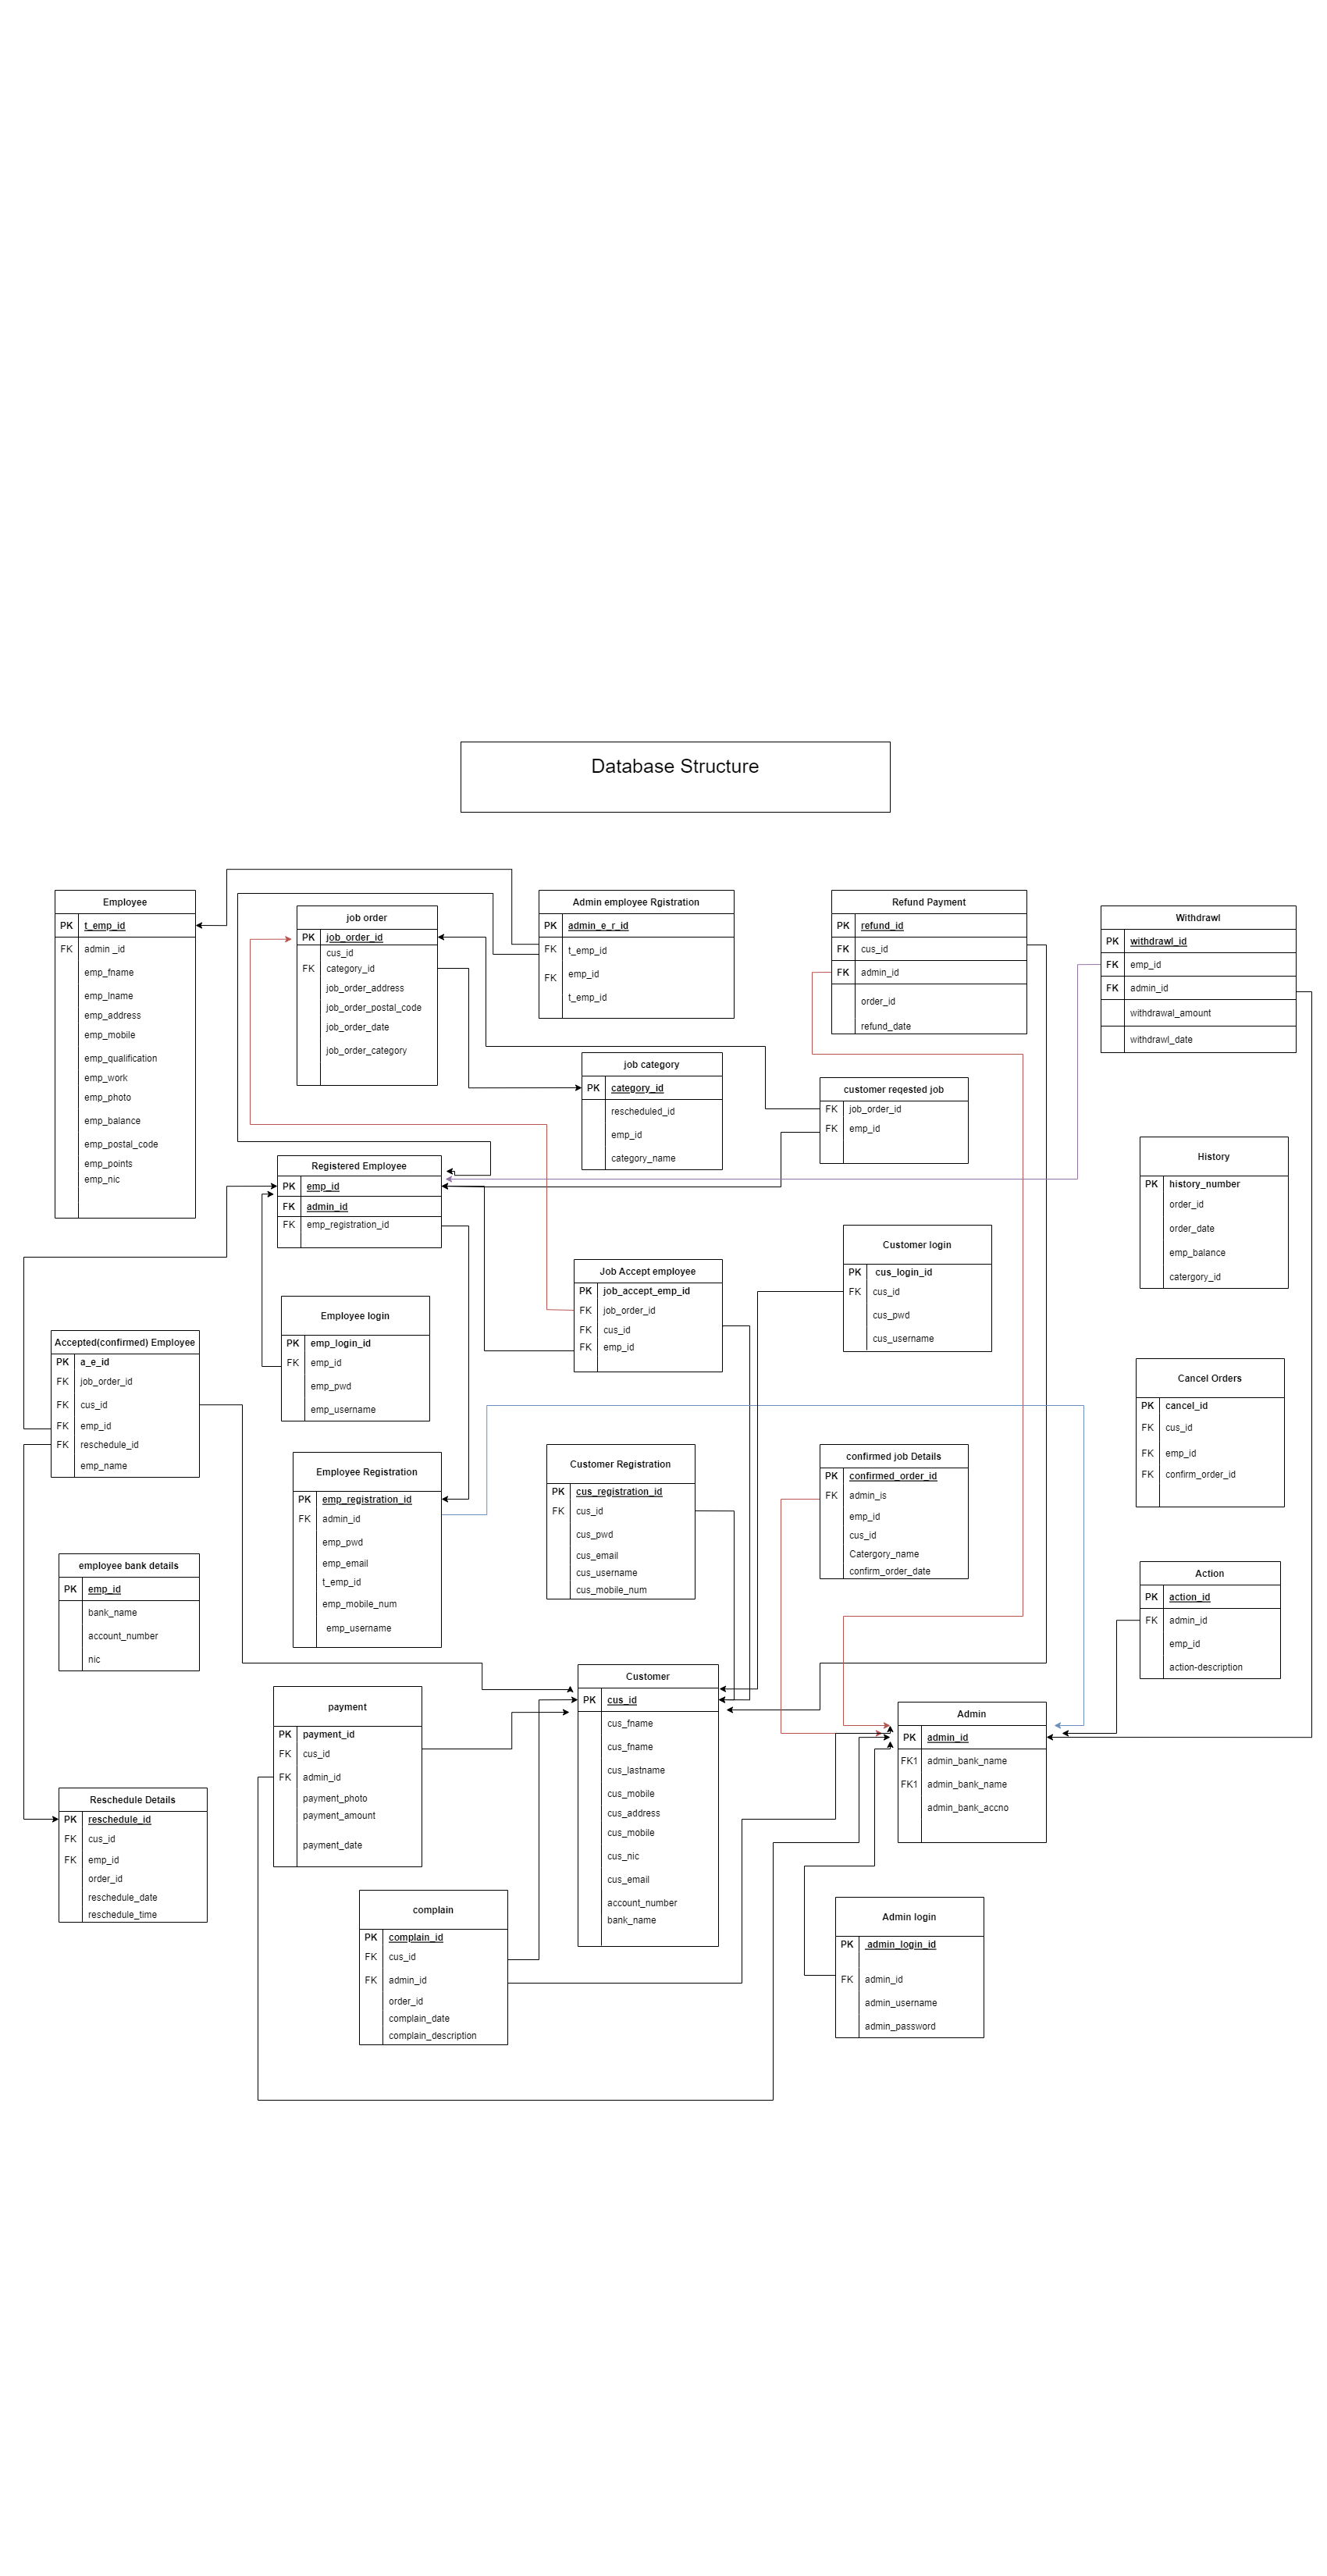 Database Structure
Employee
PK t_emp_id
FK admin _id
emp_fname
emp_lname
emp_address
emp_mobile
emp_qualification
emp_work
emp_photo
emp_balance
emp_postal_code
emp_points
emp_nic
job order
PK job_order_id
cus_id
FK category_id
job_order_address
job_order_postal_code
job_order_date
job_order_category
Admin employee Rgistration
PK admin_e_r_id
FK t_emp_id
FK emp_id
t_emp_id
Refund Payment
PK refund_id
FK cus_id
FK admin_id
order_id
refund_date
Withdrawl
PK withdrawl_id
FK emp_id
FK admin_id
withdrawal_amount
withdrawl_date
job category
PK category_id
rescheduled_id
emp_id
category_name
customer reqested job
FK job_order_id
FK emp_id
History
PK history_number
order_id
order_date
emp_balance
catergory_id
Registered Employee
PK emp_id
FK admin_id
FK emp_registration_id
Customer login
PK cus_login_id
FK cus_id
cus_pwd
cus_username
Job Accept employee
PK job_accept_emp_id
FK job_order_id
FK cus_id
FK emp_id
Employee login
PK emp_login_id
FK emp_id
emp_pwd
emp_username
Accepted(confirmed) Employee
PK a_e_id
FK job_order_id
FK cus_id
FK emp_id
FK reschedule_id
emp_name
Cancel Orders
PK cancel_id
FK cus_id
FK emp_id
FK confirm_order_id
Employee Registration
PK emp_registration_id
FK admin_id
emp_pwd
emp_email
t_emp_id
emp_mobile_num
emp_username
Customer Registration
PK cus_registration_id
FK cus_id
cus_pwd
cus_email
cus_username
cus_mobile_num
confirmed job Details
PK confirmed_order_id
FK admin_is
emp_id
cus_id
Catergory_name
confirm_order_date
employee bank details
PK emp_id
bank_name
account_number
nic
Action
PK action_id
FK admin_id
emp_id
action-description
Customer
PK cus_id
cus_fname
cus_fname
cus_lastname
cus_mobile
cus_address
cus_mobile
cus_nic
cus_email
account_number
bank_name
payment
PK payment_id
FK cus_id
FK admin_id
payment_photo
payment_amount
payment_date
Admin
PK admin_id
FK1 admin_bank_name
FK1 admin_bank_name
admin_bank_accno
Reschedule Details
PK reschedule_id
FK cus_id
FK emp_id
order_id
reschedule_date
reschedule_time
complain
PK complain_id
FK cus_id
FK admin_id
order_id
complain_date
complain_description
Admin login
PK admin_login_id
FK admin_id
admin_username
admin_password